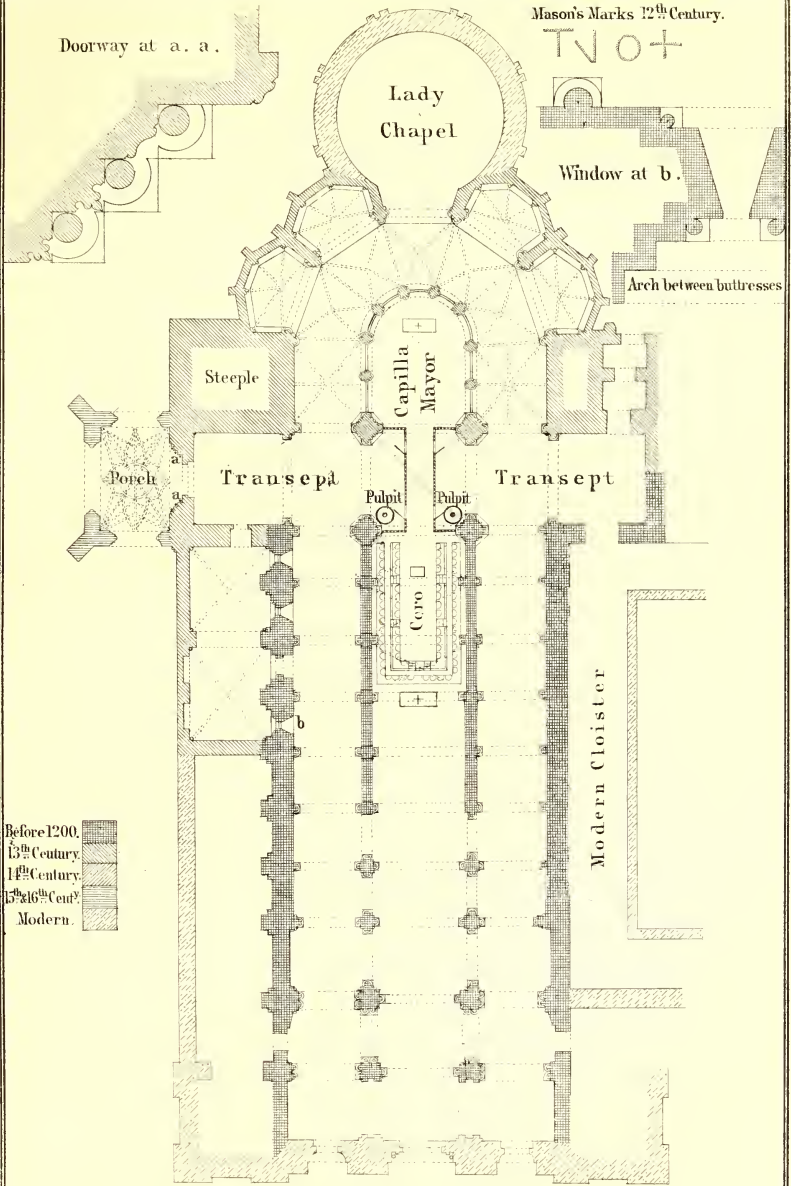 Mason's Marks 12th Century.
T N O +
Doorway at a. a.
Lady
Chapel
Window at b.
Arch between buttresses
Steeple
Capilla
Mayor
Porch
a
a
Transept
Transept
Pulpit
Pulpit
Coro
b
Modern Cloister
Before 1200.
13th Century.
14th Century.
15th & 16th Centy.
Modern.